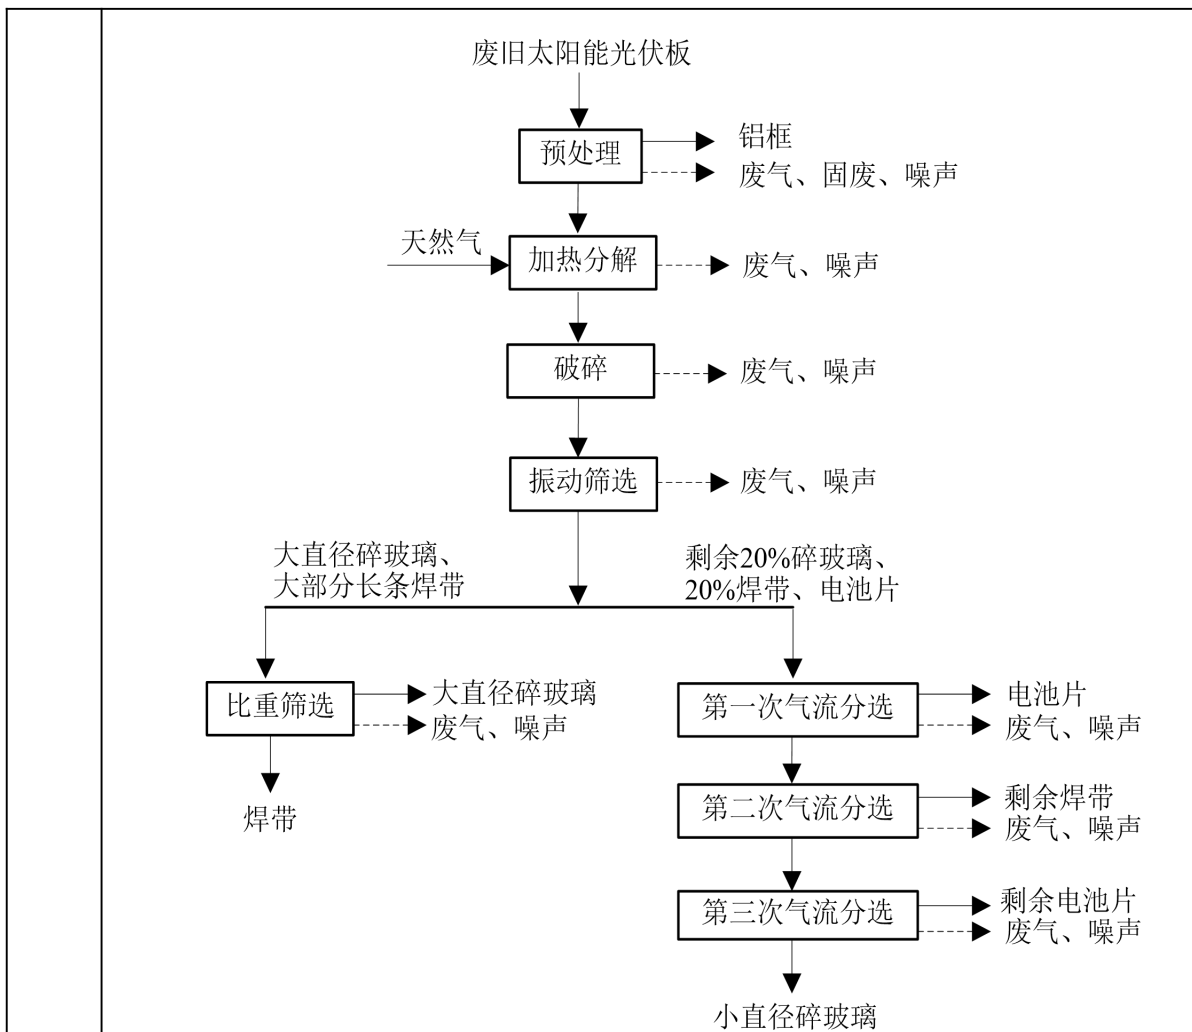 废旧太阳能光伏板
预处理
铝框
废气、固废、噪声
天然气
加热分解
废气、噪声
破碎
废气、噪声
振动筛选
废气、噪声
大直径碎玻璃、
大部分长条焊带
剩余20%碎玻璃、
20%焊带、电池片
比重筛选
大直径碎玻璃
废气、噪声
焊带
第一次气流分选
电池片
废气、噪声
第二次气流分选
剩余焊带
废气、噪声
第三次气流分选
剩余电池片
废气、噪声
小直径碎玻璃